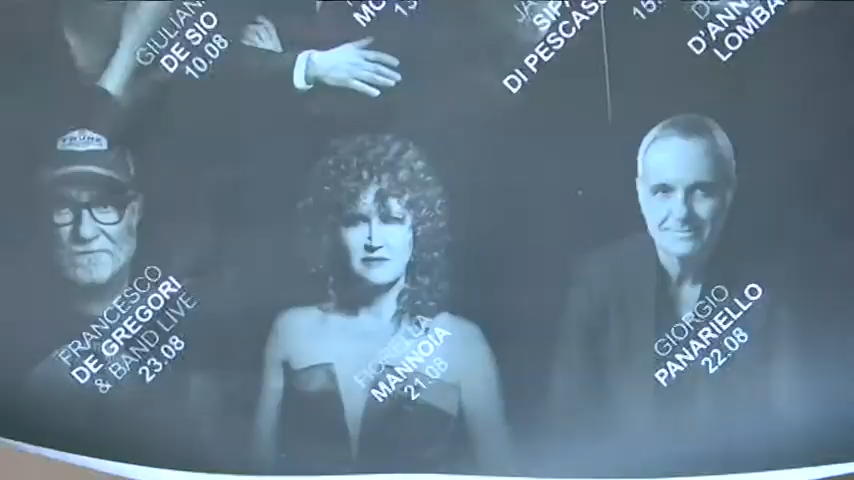 GIULIANA
DE SIO
10.08
DI PESCASS
D'ANN
LOMBA
FRANCESCO
DE GREGORI
& BAND LIVE
23.08
FIORELLA
MANNOIA
21.08
GIORGIO
PANARIELLO
22.08